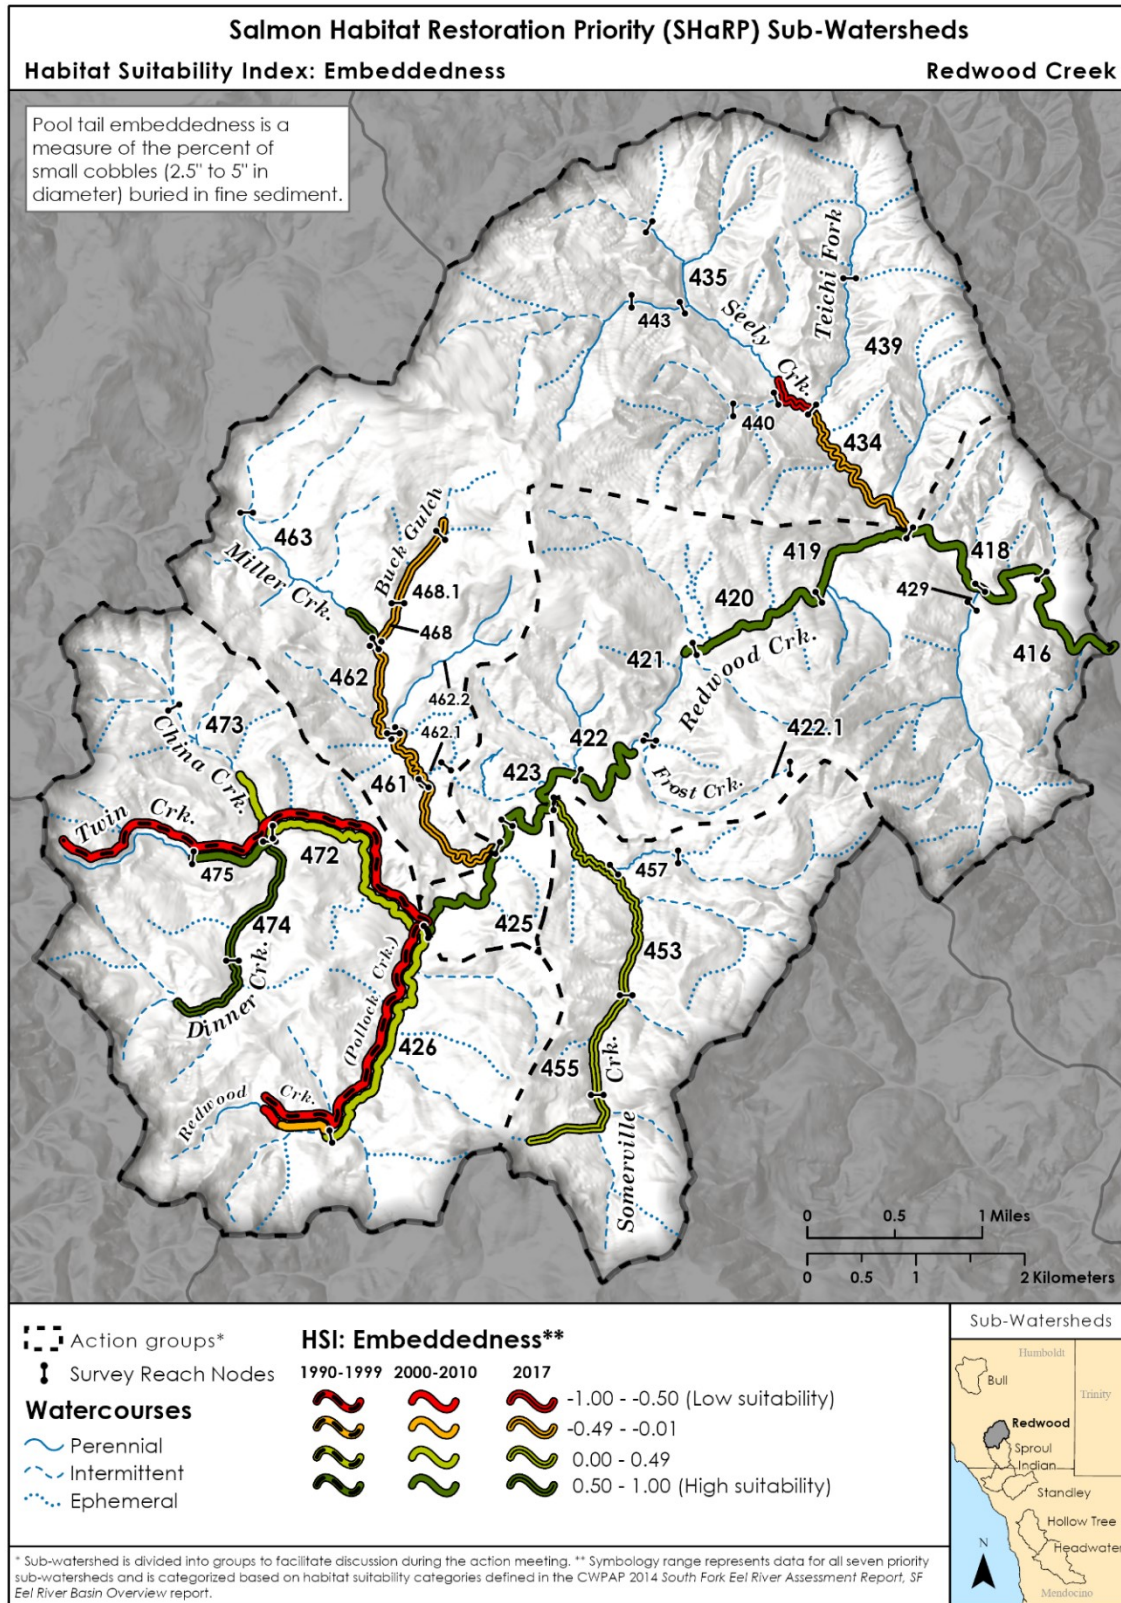 Salmon Habitat Restoration Priority (SHaRP) Sub-Watersheds
Habitat Suitability Index: Embeddedness
Redwood Creek
Pool tail embeddedness is a
measure of the percent of
small cobbles (2.5" to 5" in
diameter) buried in fine sediment.
435
443
Seely Crk.
Teichi Fork
439
440
434
463
Buck Gulch
Miller Crk.
468.1
468
419
418
420
429
416
421
Redwood Crk.
462
462.2
462.1
461
422
422.1
423
Frost Crk.
473
China Crk.
Twin Crk.
472
475
457
474
425
453
Dinner Crk.
(Pollock Crk.)
426
455
Redwood Crk.
Somerville Crk.
0 0.5 1 Miles
0 0.5 1 2 Kilometers
Action groups*
Survey Reach Nodes
Watercourses
Perennial
Intermittent
Ephemeral
HSI: Embeddedness**
1990-1999 2000-2010 2017
-1.00 - -0.50 (Low suitability)
-0.49 - -0.01
0.00 - 0.49
0.50 - 1.00 (High suitability)
Sub-Watersheds
Humboldt
Bull
Trinity
Redwood
Sproul
Indian
Standley
Hollow Tree
Headwater
N
Mendocino
* Sub-watershed is divided into groups to facilitate discussion during the action meeting. ** Symbology range represents data for all seven priority
sub-watersheds and is categorized based on habitat suitability categories defined in the CWPAP 2014 South Fork Eel River Assessment Report, SF
Eel River Basin Overview report.